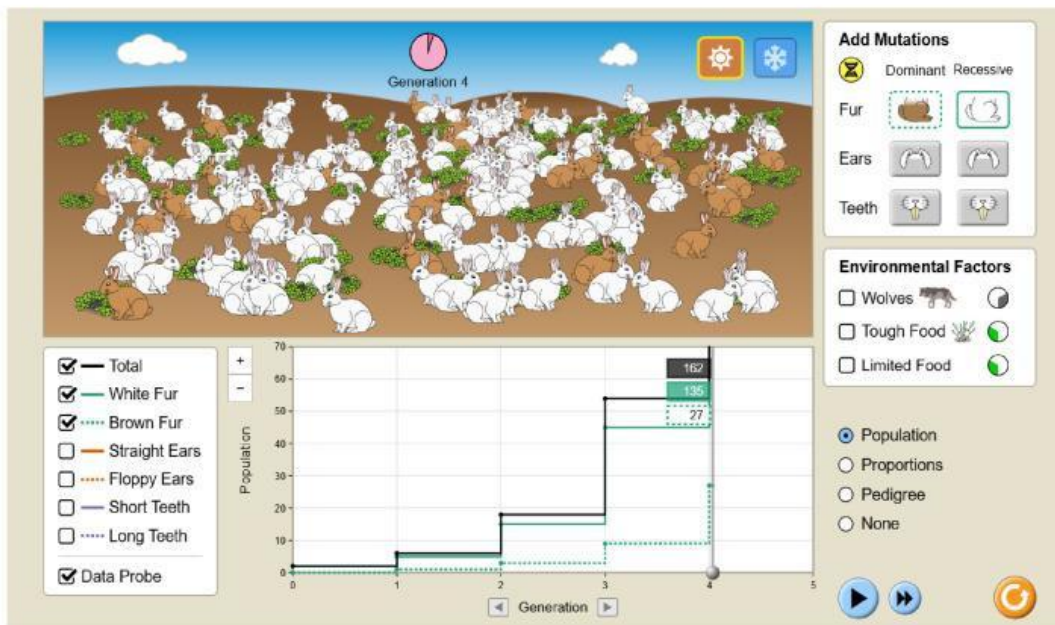 Generation 4
Add Mutations
Dominant Recessive
Fur
Ears
Teeth
Environmental Factors
Wolves
Tough Food
Limited Food
Total
White Fur
Brown Fur
Straight Ears
Floppy Ears
Short Teeth
Long Teeth
Data Probe
+
−
Population
70
60
50
40
30
20
10
0
162
135
27
0 1 2 3 4 5
Generation
Population
Proportions
Pedigree
None